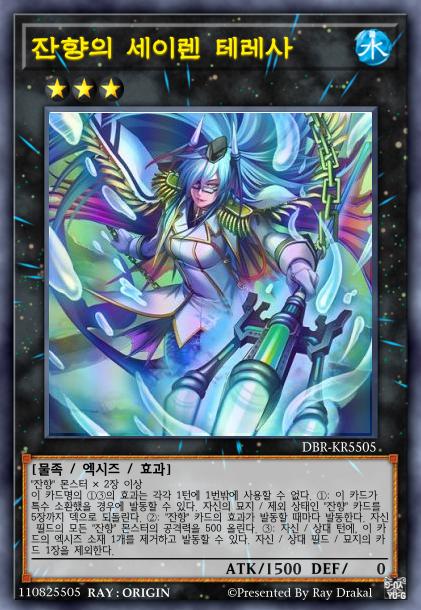 잔향의 세이렌 테레사
水
DBR-KR5505
[물족 / 엑시즈 / 효과]
"잔향" 몬스터 × 2장 이상
이 카드명의 ①③의 효과는 각각 1턴에 1번밖에 사용할 수 없다. ①: 이 카드가
특수 소환했을 경우에 발동할 수 있다. 자신의 묘지 / 제외 상태인 "잔향" 카드를
5장까지 덱으로 되돌린다. ②: "잔향" 카드의 효과가 발동할 때마다 발동한다. 자신
필드의 모든 "잔향" 몬스터의 공격력을 500 올린다. ③: 자신 / 상대 턴에, 이 카
드의 엑시즈 소재 1개를 제거하고 발동할 수 있다. 자신 / 상대 필드 / 묘지의 카
드 1장을 제외한다.
ATK/1500 DEF/ 0
110825505 RAY : ORIGIN ©Presented By Ray Drakal